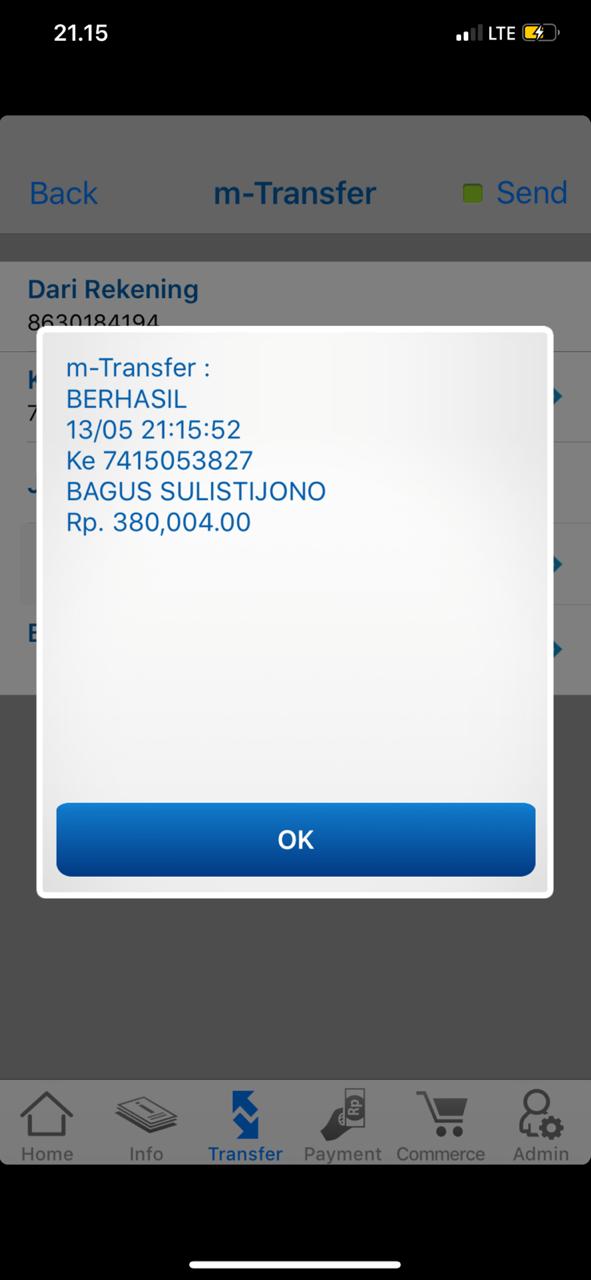 21.15
LTE
Back
m-Transfer
Send
Dari Rekening
8630184194
m-Transfer :
BERHASIL
13/05 21:15:52
Ke 7415053827
BAGUS SULISTIJONO
Rp. 380,004.00
OK
Rp
Home
Info
Transfer
Payment
Commerce
Admin